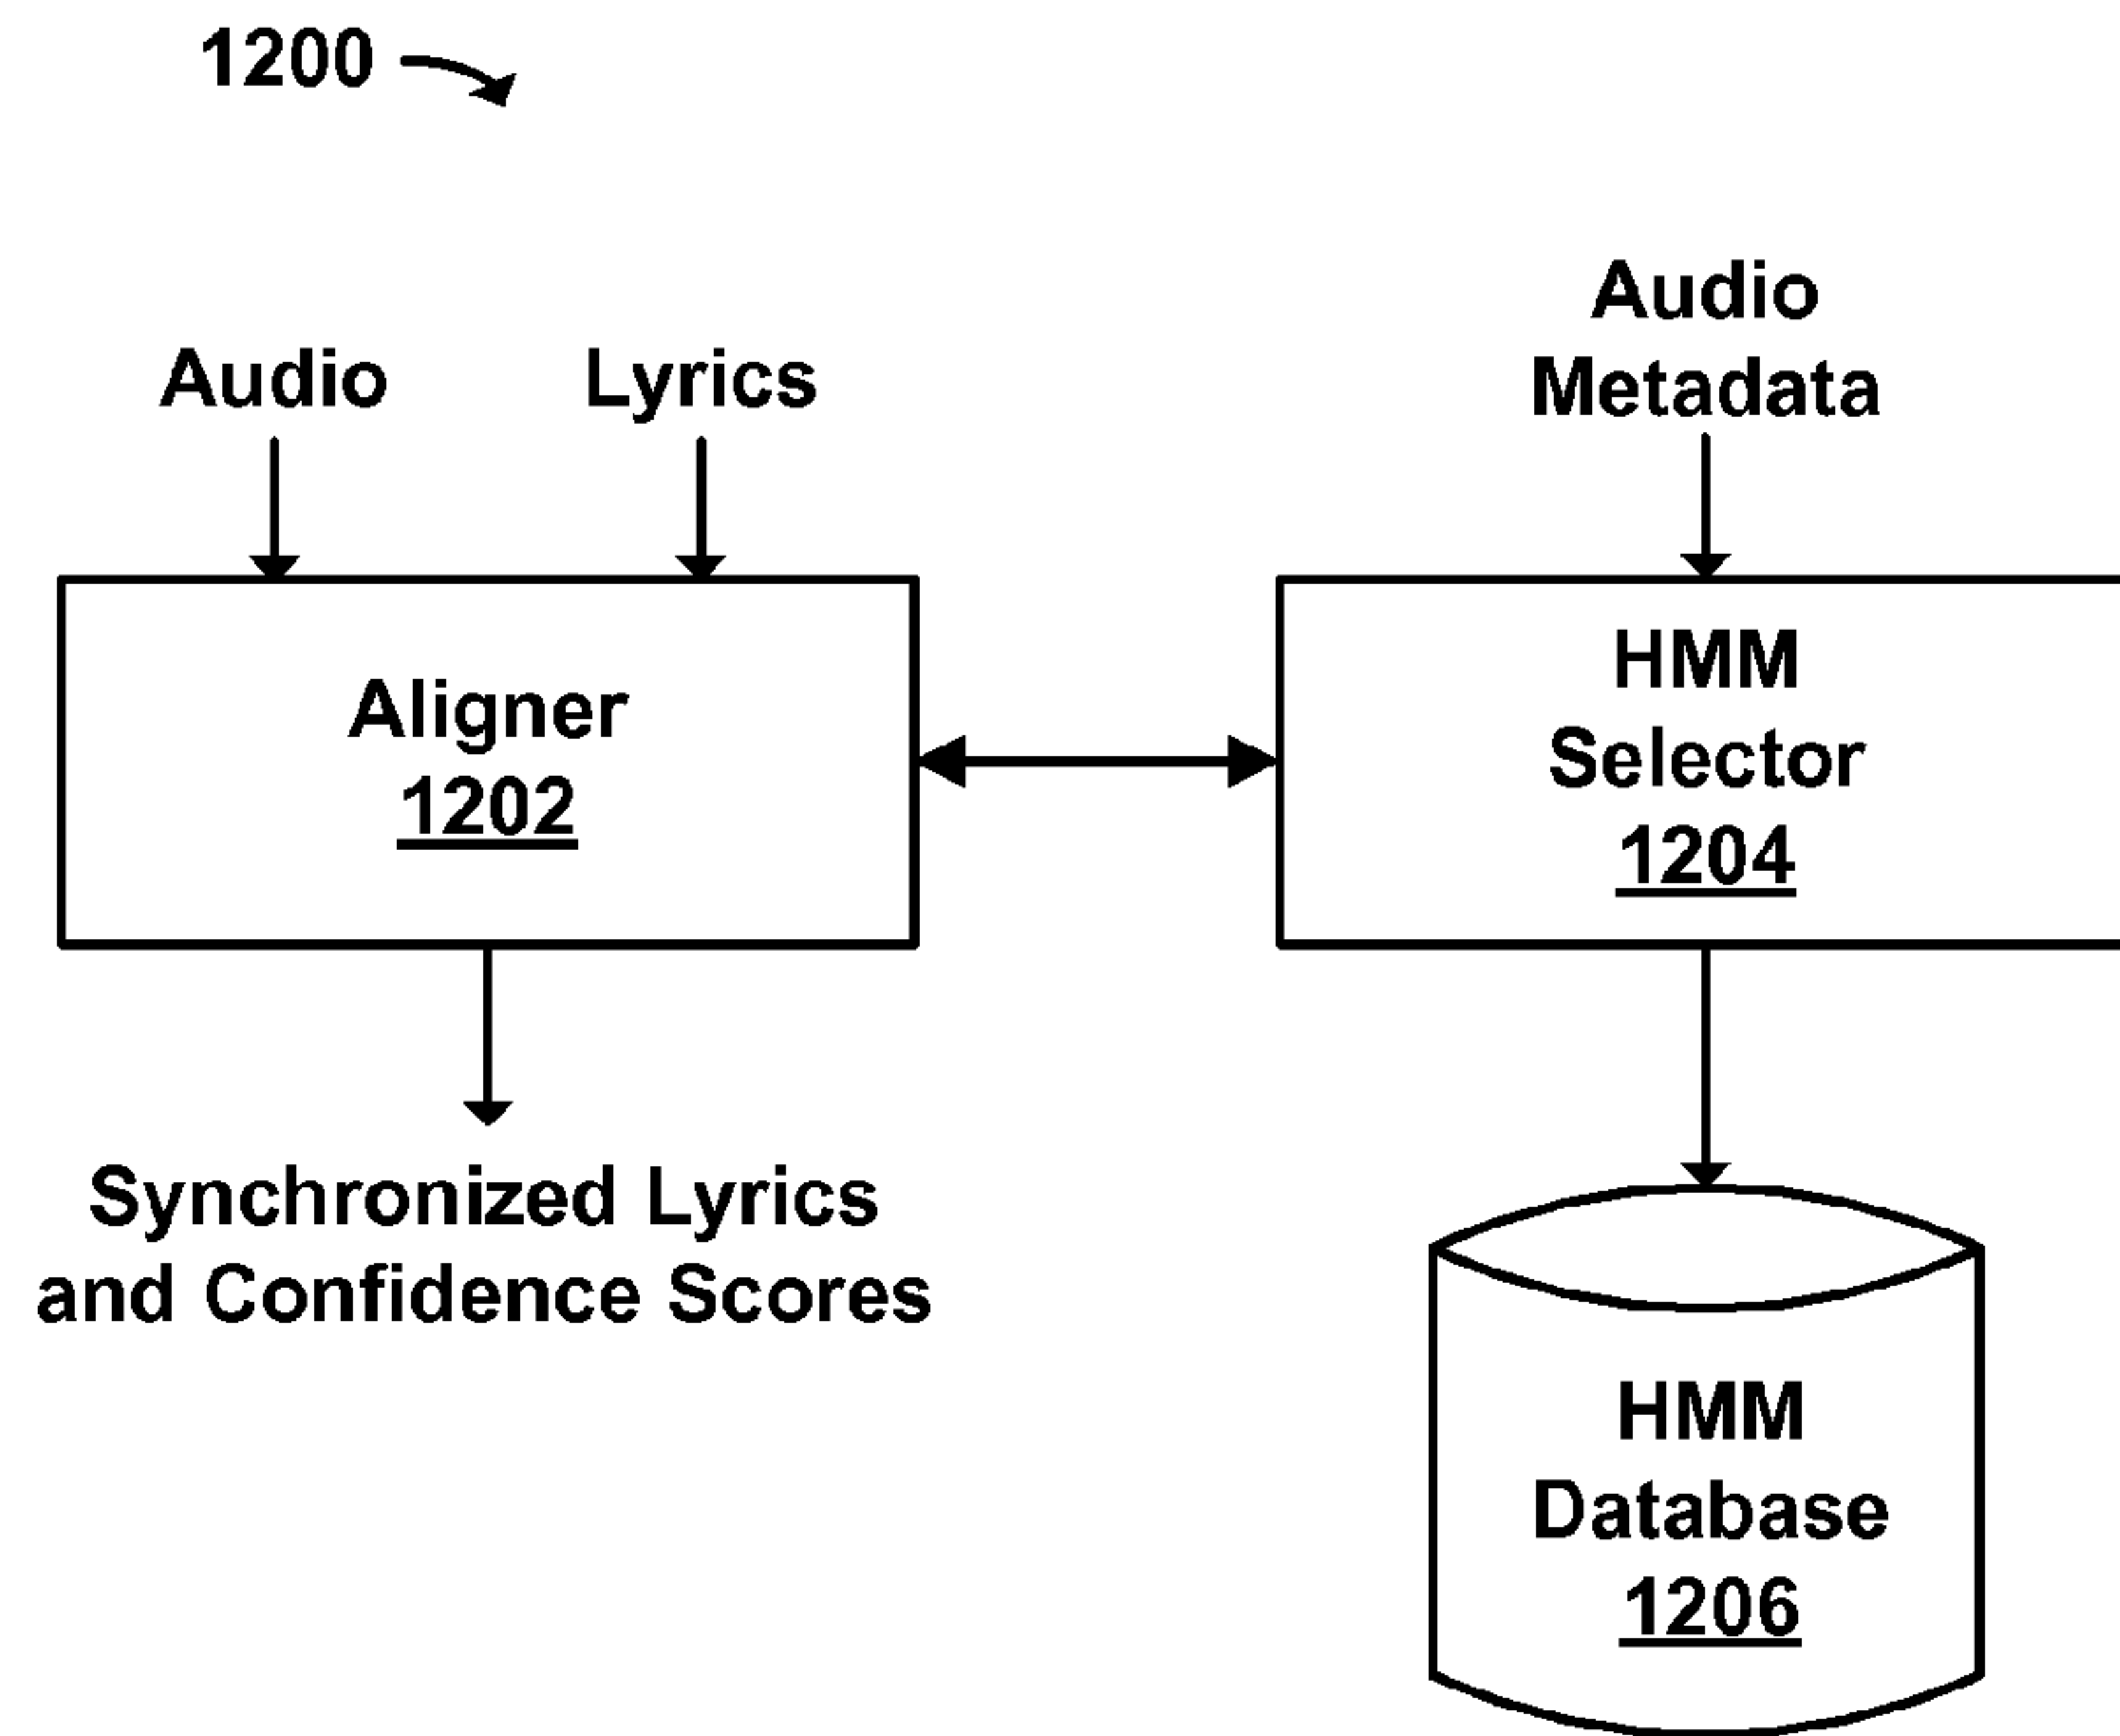 1200
Audio
Lyrics
Audio
Metadata
Aligner
1202
HMM
Selector
1204
Synchronized Lyrics
and Confidence Scores
HMM
Database
1206